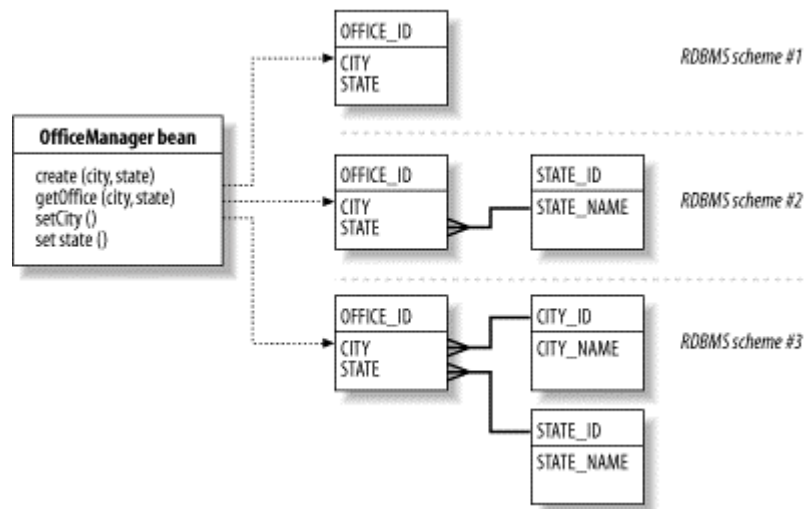 OFFICE_ID
CITY
STATE
RDBMS scheme #1
OfficeManager bean
create (city, state)
getOffice (city, state)
setCity ()
set state ()
OFFICE_ID
CITY
STATE
STATE_ID
STATE_NAME
RDBMS scheme #2
OFFICE_ID
CITY
STATE
CITY_ID
CITY_NAME
RDBMS scheme #3
STATE_ID
STATE_NAME